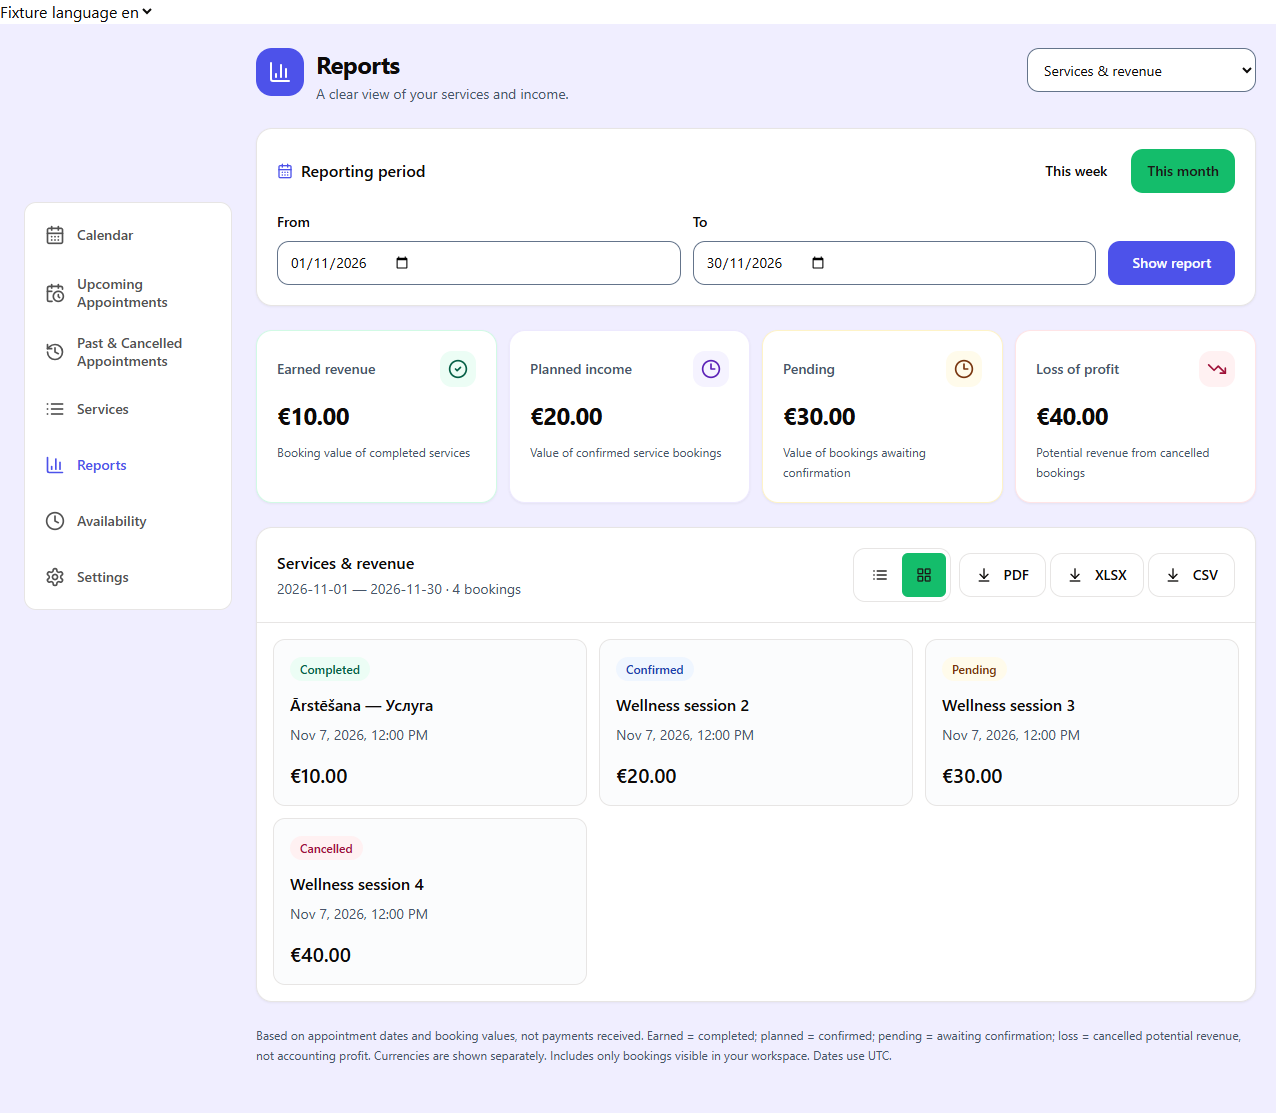 Fixture language en
Reports
A clear view of your services and income.
Services & revenue
Calendar
Upcoming
Appointments
Past & Cancelled
Appointments
Services
Reports
Availability
Settings
Reporting period
This week
This month
From
To
01/11/2026
30/11/2026
Show report
Earned revenue
€10.00
Booking value of completed services
Planned income
€20.00
Value of confirmed service bookings
Pending
€30.00
Value of bookings awaiting
confirmation
Loss of profit
€40.00
Potential revenue from cancelled
bookings
Services & revenue
2026-11-01 — 2026-11-30 · 4 bookings
PDF
XLSX
CSV
Completed
Ārstēšana — Услуга
Nov 7, 2026, 12:00 PM
€10.00
Confirmed
Wellness session 2
Nov 7, 2026, 12:00 PM
€20.00
Pending
Wellness session 3
Nov 7, 2026, 12:00 PM
€30.00
Cancelled
Wellness session 4
Nov 7, 2026, 12:00 PM
€40.00
Based on appointment dates and booking values, not payments received. Earned = completed; planned = confirmed; pending = awaiting confirmation; loss = cancelled potential revenue,
not accounting profit. Currencies are shown separately. Includes only bookings visible in your workspace. Dates use UTC.